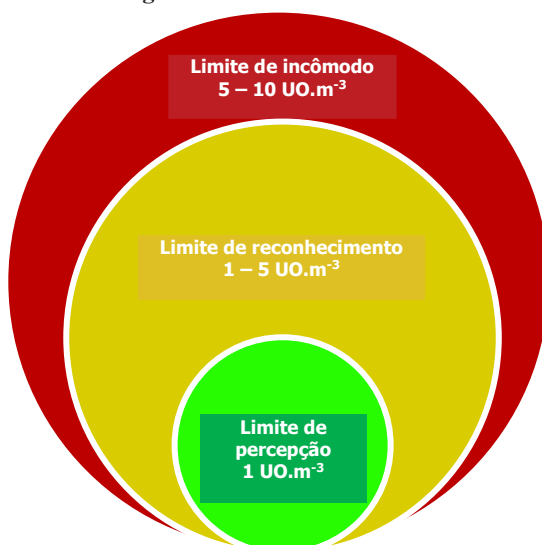 Limite de incômodo
5 – 10 UO.m⁻³
Limite de reconhecimento
1 – 5 UO.m⁻³
Limite de
percepção
1 UO.m⁻³